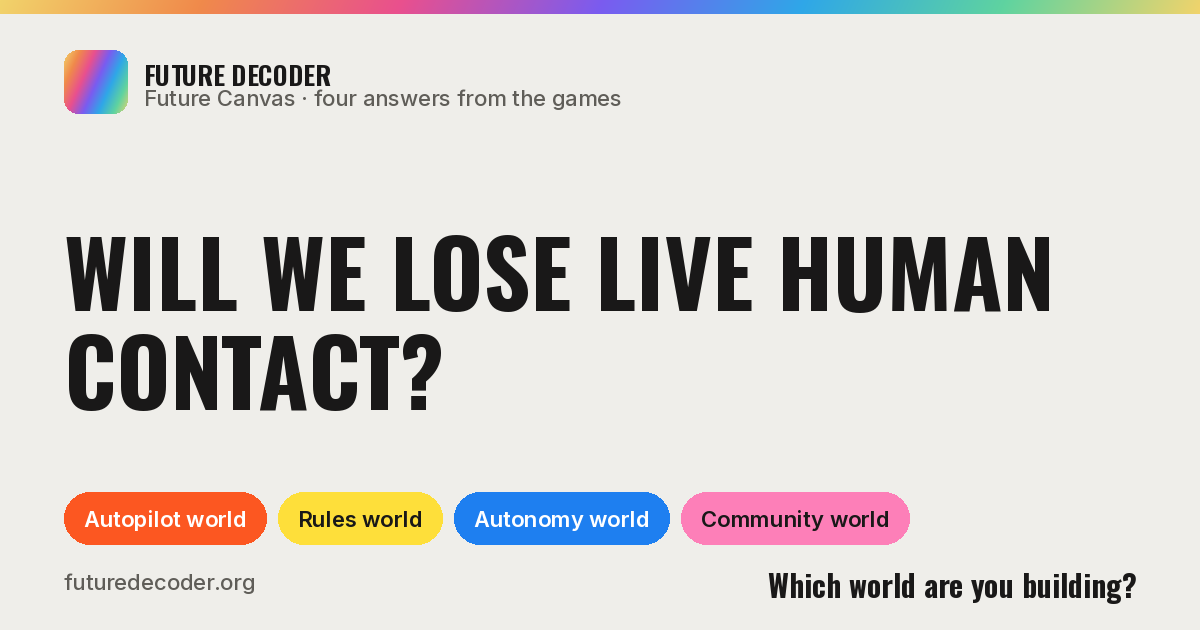 FUTURE DECODER
Future Canvas · four answers from the games
WILL WE LOSE LIVE HUMAN
CONTACT?
Autopilot world
Rules world
Autonomy world
Community world
futuredecoder.org
Which world are you building?